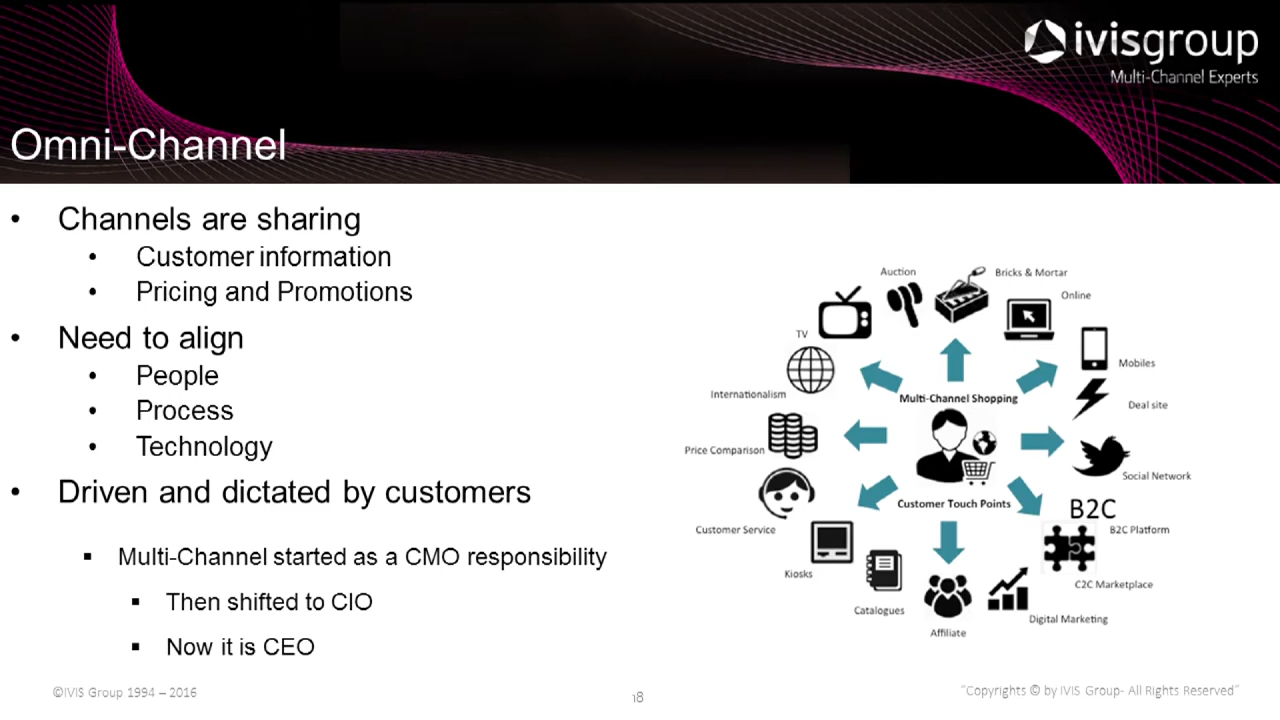 ivisgroup
Multi-Channel Experts
Omni-Channel
• Channels are sharing
• Customer information
• Pricing and Promotions
• Need to align
• People
• Process
• Technology
• Driven and dictated by customers
▪ Multi-Channel started as a CMO responsibility
▪ Then shifted to CIO
▪ Now it is CEO
Auction
Bricks & Mortar
Online
TV
Mobiles
Internationalism
Multi-Channel Shopping
Deal site
Price Comparison
Social Network
Customer Service
Customer Touch Points
B2C
B2C Platform
Kiosks
C2C Marketplace
Catalogues
Digital Marketing
Affiliate
©IVIS Group 1994 – 2016
"Copyrights © by IVIS Group- All Rights Reserved"